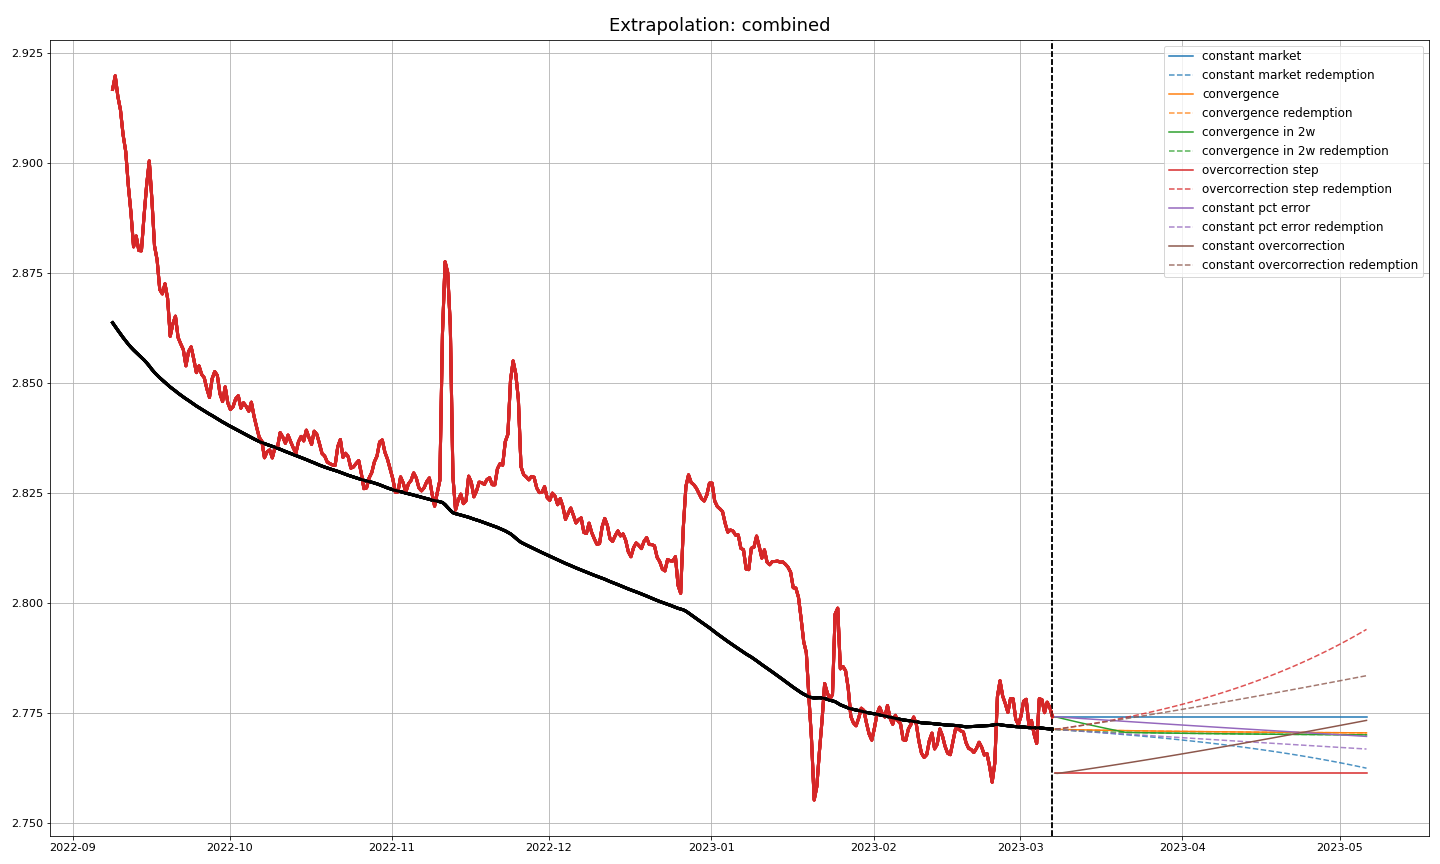 Extrapolation: combined
2.925
2.900
2.875
2.850
2.825
2.800
2.775
2.750
constant market
constant market redemption
convergence
convergence redemption
convergence in 2w
convergence in 2w redemption
overcorrection step
overcorrection step redemption
constant pct error
constant pct error redemption
constant overcorrection
constant overcorrection redemption
2022-09 2022-10 2022-11 2022-12 2023-01 2023-02 2023-03 2023-04 2023-05